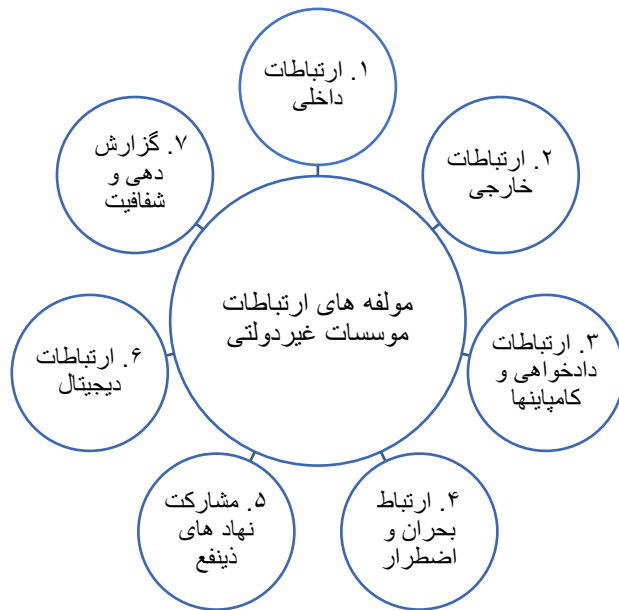 ۱. ارتباطات
داخلی
۲. ارتباطات
خارجی
۳. ارتباطات
دادخواهی و
کامپاینها
۴. ارتباط
بحران و
اضطرار
۵. مشارکت
نهاد های
ذینفع
۶. ارتباطات
دیجیتال
۷. گزارش
دهی و
شفافیت
مولفه های ارتباطات
موسسات غیردولتی